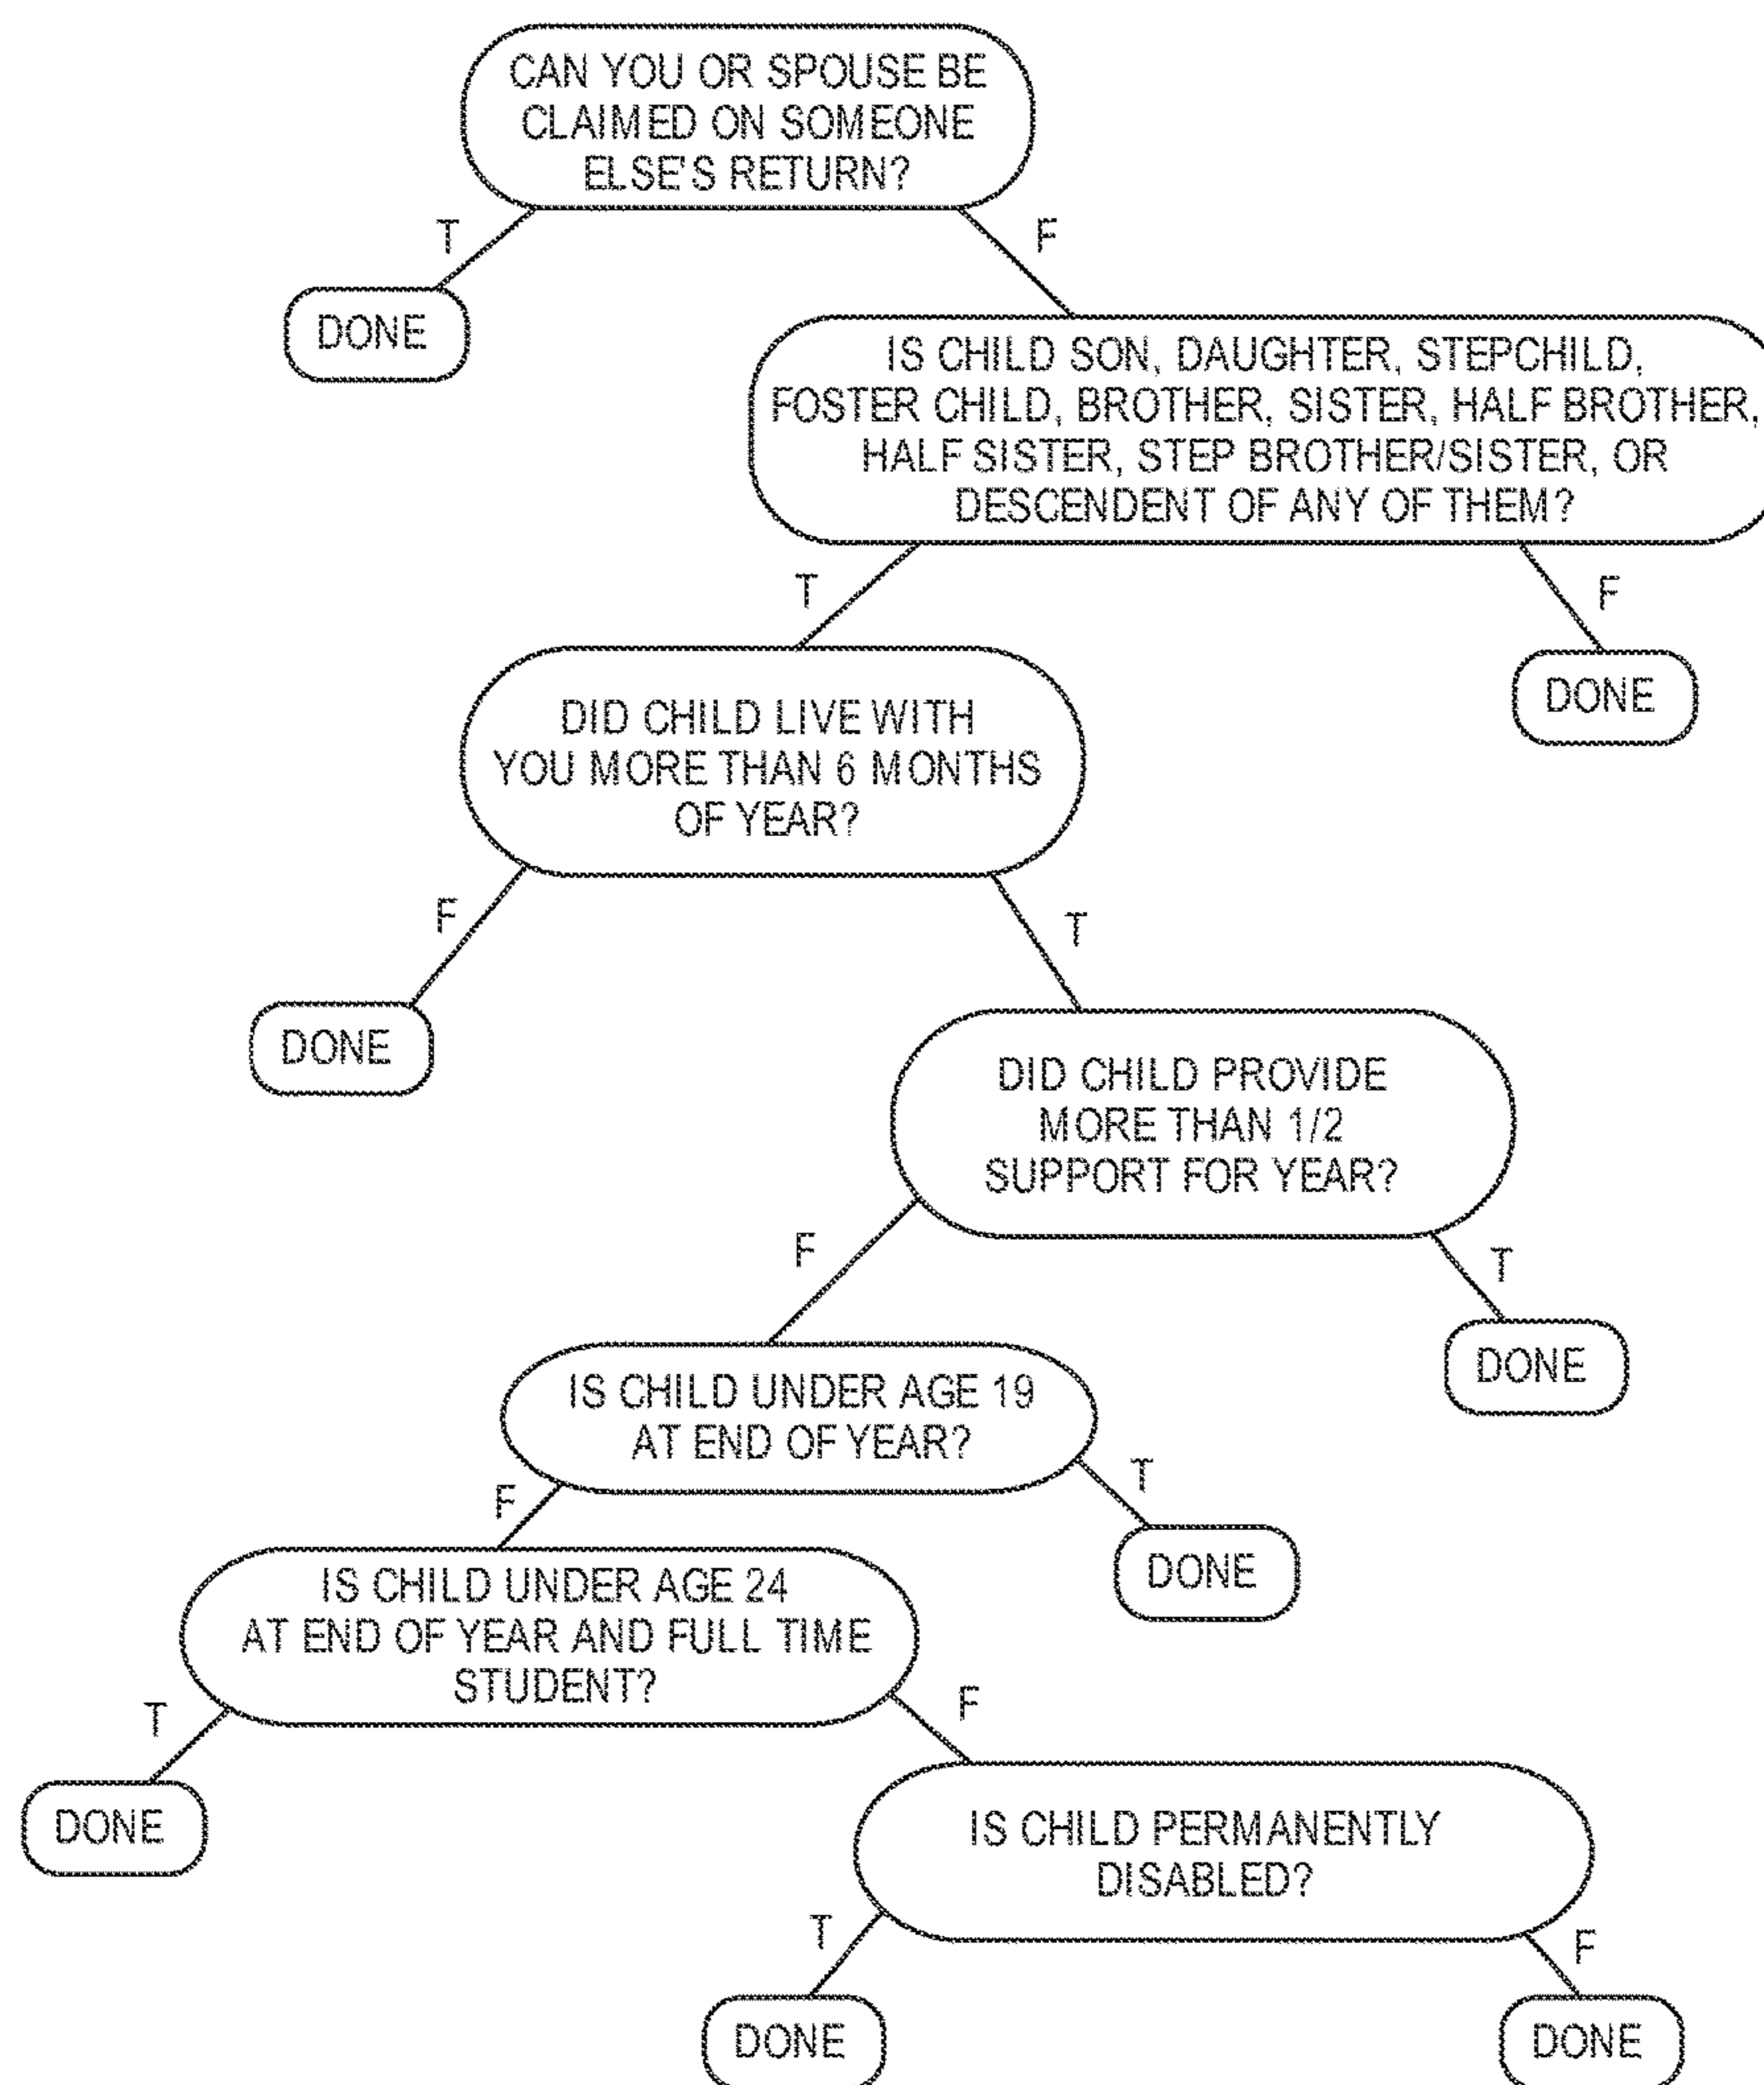 CAN YOU OR SPOUSE BE
CLAIMED ON SOMEONE
ELSE'S RETURN?
T
F
DONE
IS CHILD SON, DAUGHTER, STEPCHILD,
FOSTER CHILD, BROTHER, SISTER, HALF BROTHER,
HALF SISTER, STEP BROTHER/SISTER, OR
DESCENDENT OF ANY OF THEM?
T
F
DID CHILD LIVE WITH
YOU MORE THAN 6 MONTHS
OF YEAR?
DONE
F
T
DONE
DID CHILD PROVIDE
MORE THAN 1/2
SUPPORT FOR YEAR?
F
T
DONE
IS CHILD UNDER AGE 19
AT END OF YEAR?
F
T
DONE
IS CHILD UNDER AGE 24
AT END OF YEAR AND FULL TIME
STUDENT?
T
F
DONE
IS CHILD PERMANENTLY
DISABLED?
T
F
DONE
DONE